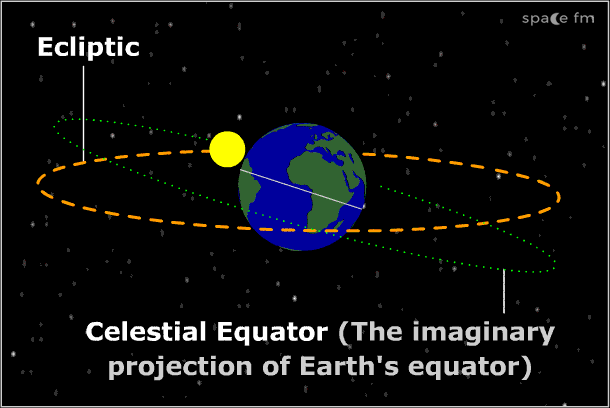 space fm
Ecliptic
Celestial Equator (The imaginary
projection of Earth's equator)